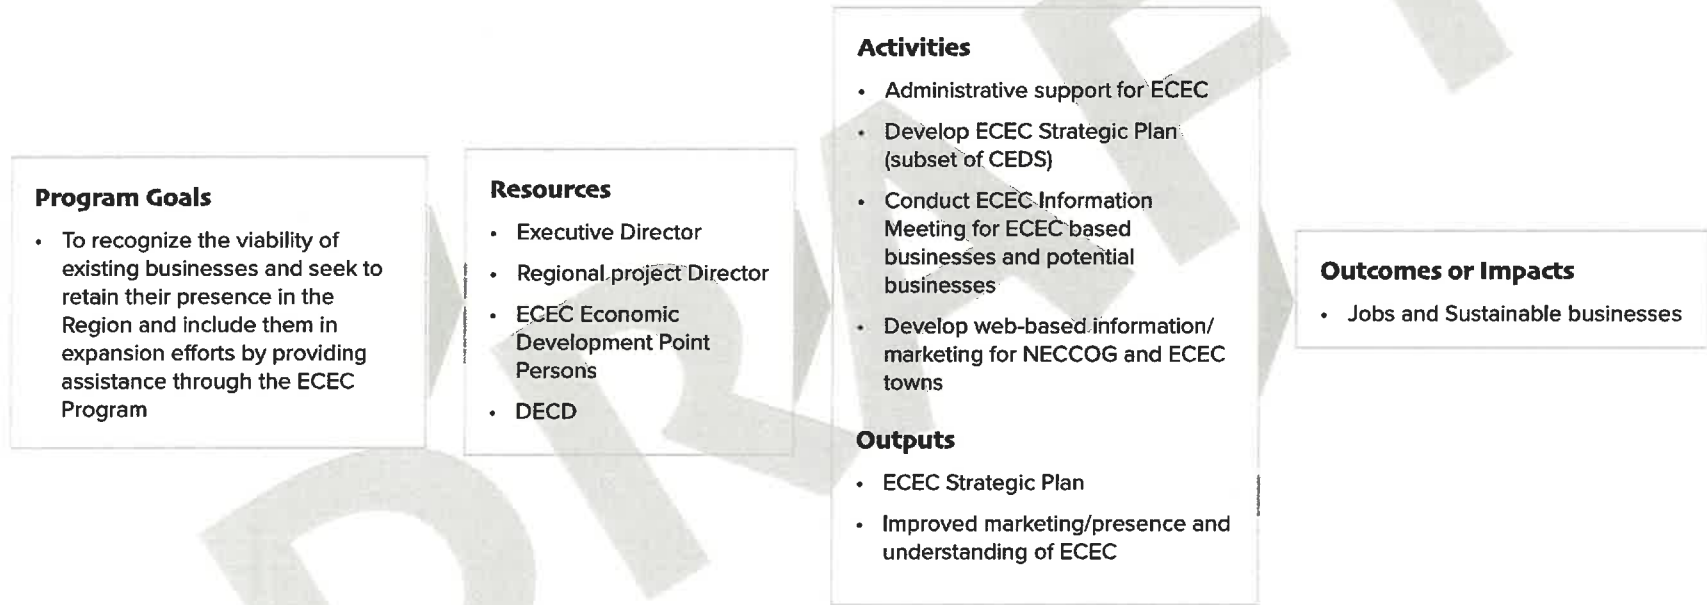 Program Goals
• To recognize the viability of
existing businesses and seek to
retain their presence in the
Region and include them in
expansion efforts by providing
assistance through the ECEC
Program
Resources
• Executive Director
• Regional project Director
• ECEC Economic
Development Point
Persons
• DECD
Activities
• Administrative support for ECEC
• Develop ECEC Strategic Plan
(subset of CEDS)
• Conduct ECEC Information
Meeting for ECEC based
businesses and potential
businesses
• Develop web-based information/
marketing for NECCOG and ECEC
towns
Outputs
• ECEC Strategic Plan
• Improved marketing/presence and
understanding of ECEC
Outcomes or Impacts
• Jobs and Sustainable businesses
DRAFT